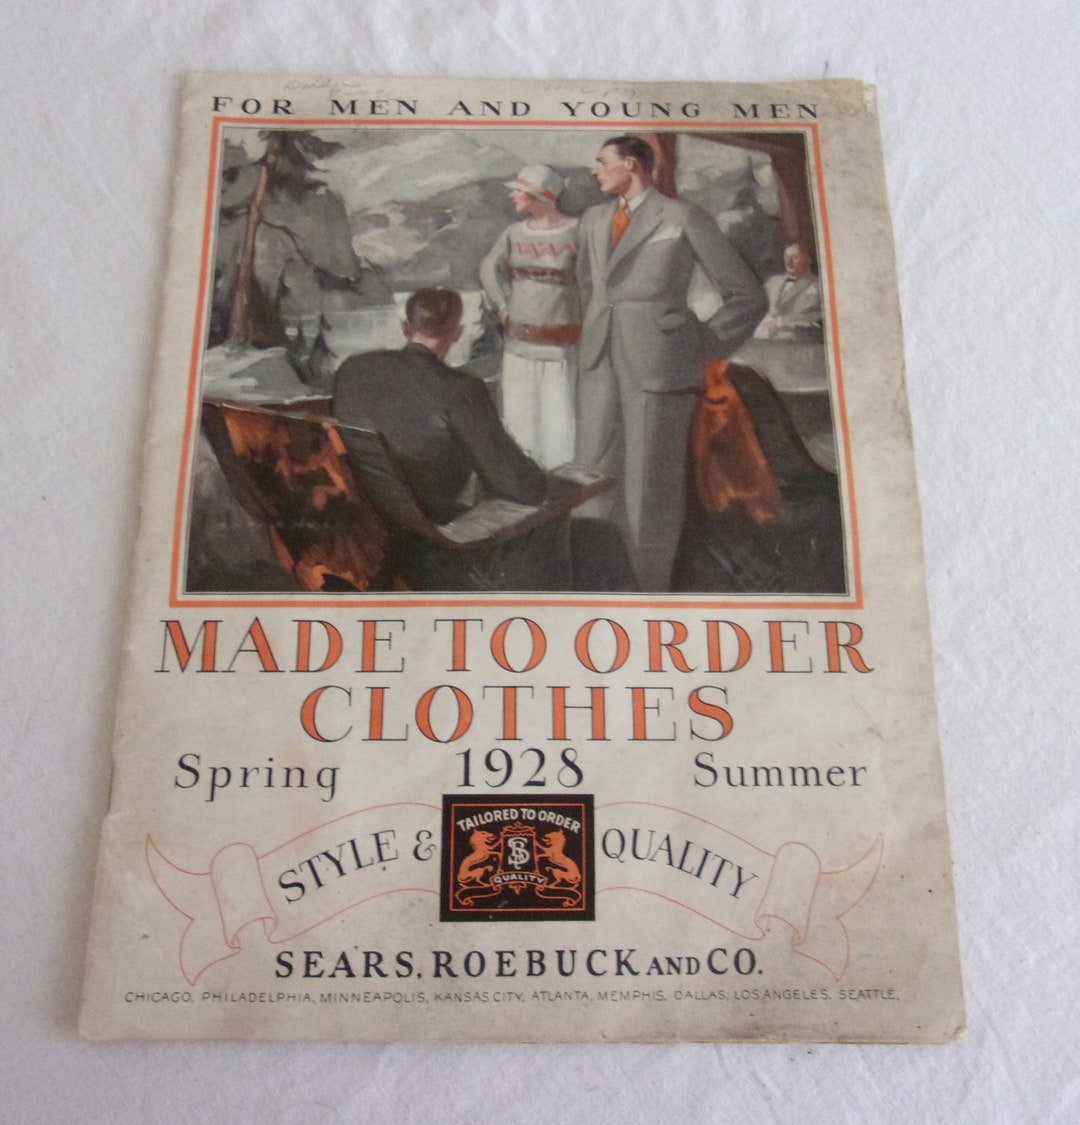 FOR MEN AND YOUNG MEN
MADE TO ORDER
CLOTHES
Spring 1928 Summer
STYLE & QUALITY
TAILORED TO ORDER
QUALITY
SEARS, ROEBUCK AND CO.
CHICAGO, PHILADELPHIA, MINNEAPOLIS, KANSAS CITY, ATLANTA, MEMPHIS, DALLAS, LOS ANGELES, SEATTLE,